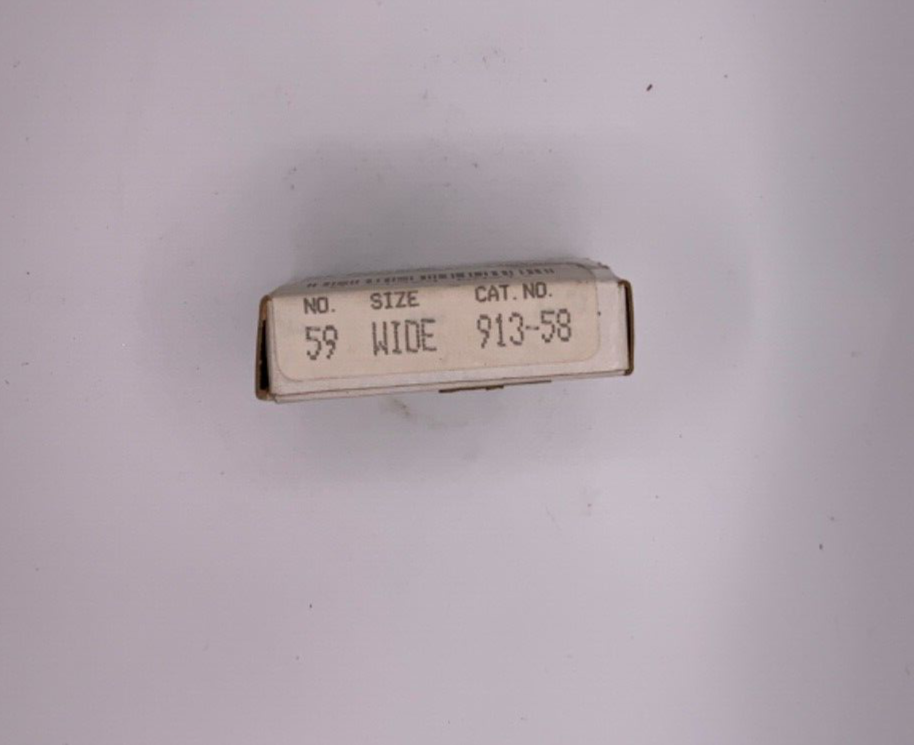 NO. SIZE CAT. NO.
59 WIDE 913-58